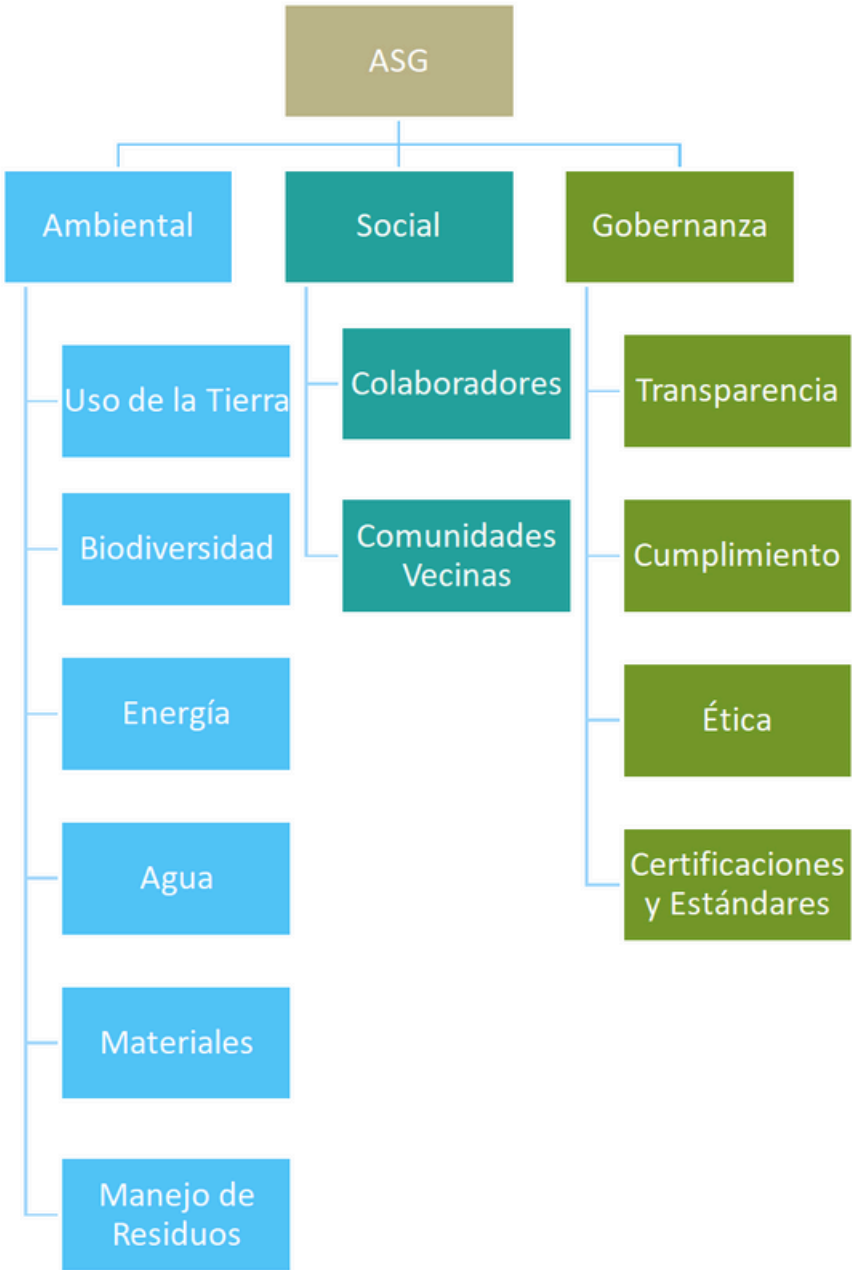 ASG
Ambiental
Uso de la Tierra
Biodiversidad
Energía
Agua
Materiales
Manejo de
Residuos
Social
Colaboradores
Comunidades
Vecinas
Gobernanza
Transparencia
Cumplimiento
Ética
Certificaciones
y Estándares